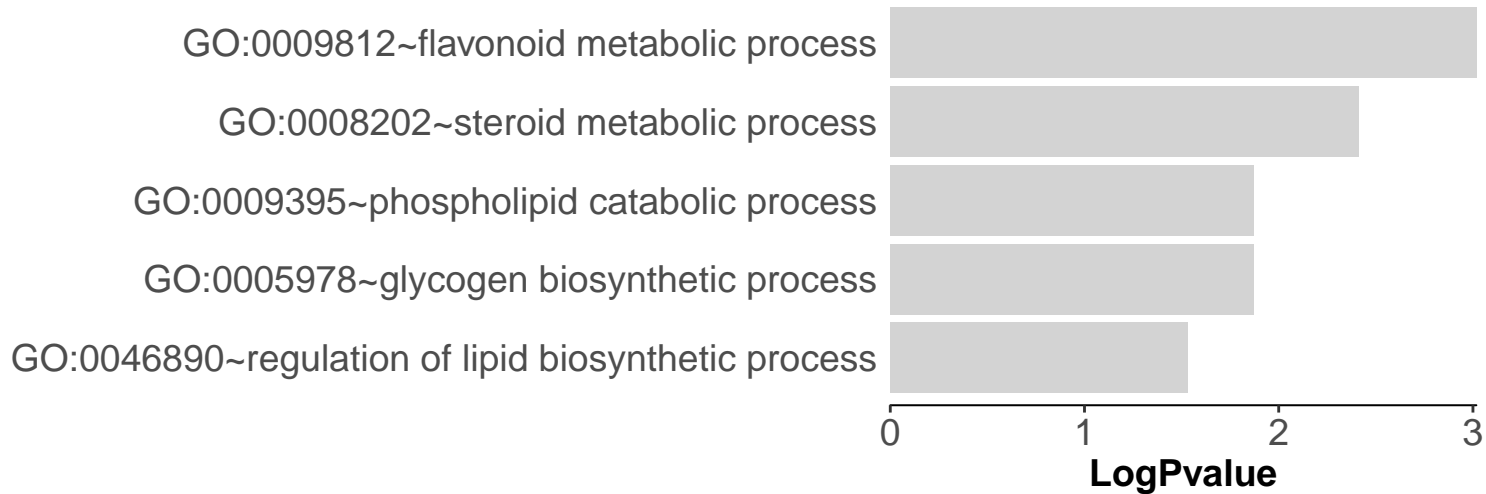 GO:0009812~flavonoid metabolic process
GO:0008202~steroid metabolic process
GO:0009395~phospholipid catabolic process
GO:0005978~glycogen biosynthetic process
GO:0046890~regulation of lipid biosynthetic process
0 1 2 3
LogPvalue